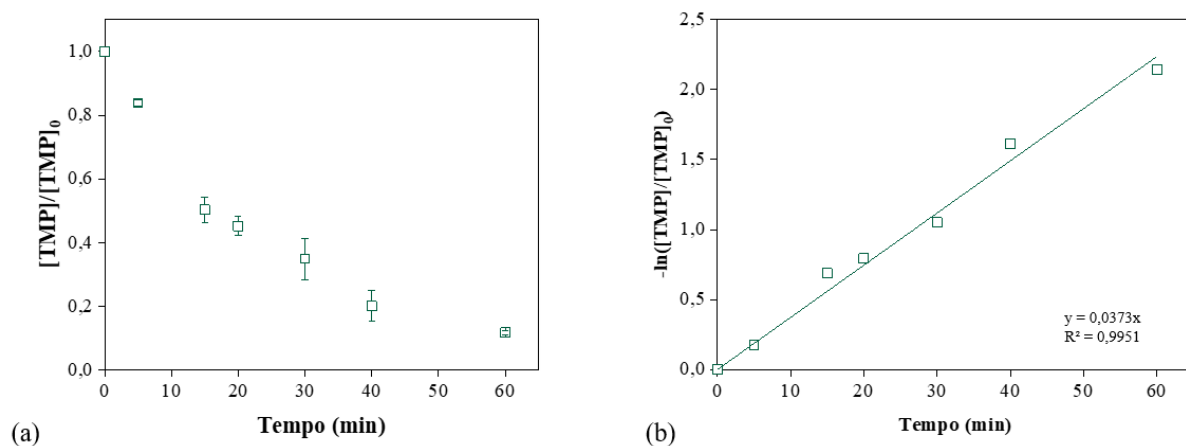 1,0
0,8
0,6
0,4
0,2
0,0
[TMP]/[TMP]₀
0 10 20 30 40 50 60
Tempo (min)
(a)
2,5
2,0
1,5
1,0
0,5
0,0
-ln([TMP]/[TMP]₀)
y = 0,0373x
R² = 0,9951
0 10 20 30 40 50 60
Tempo (min)
(b)